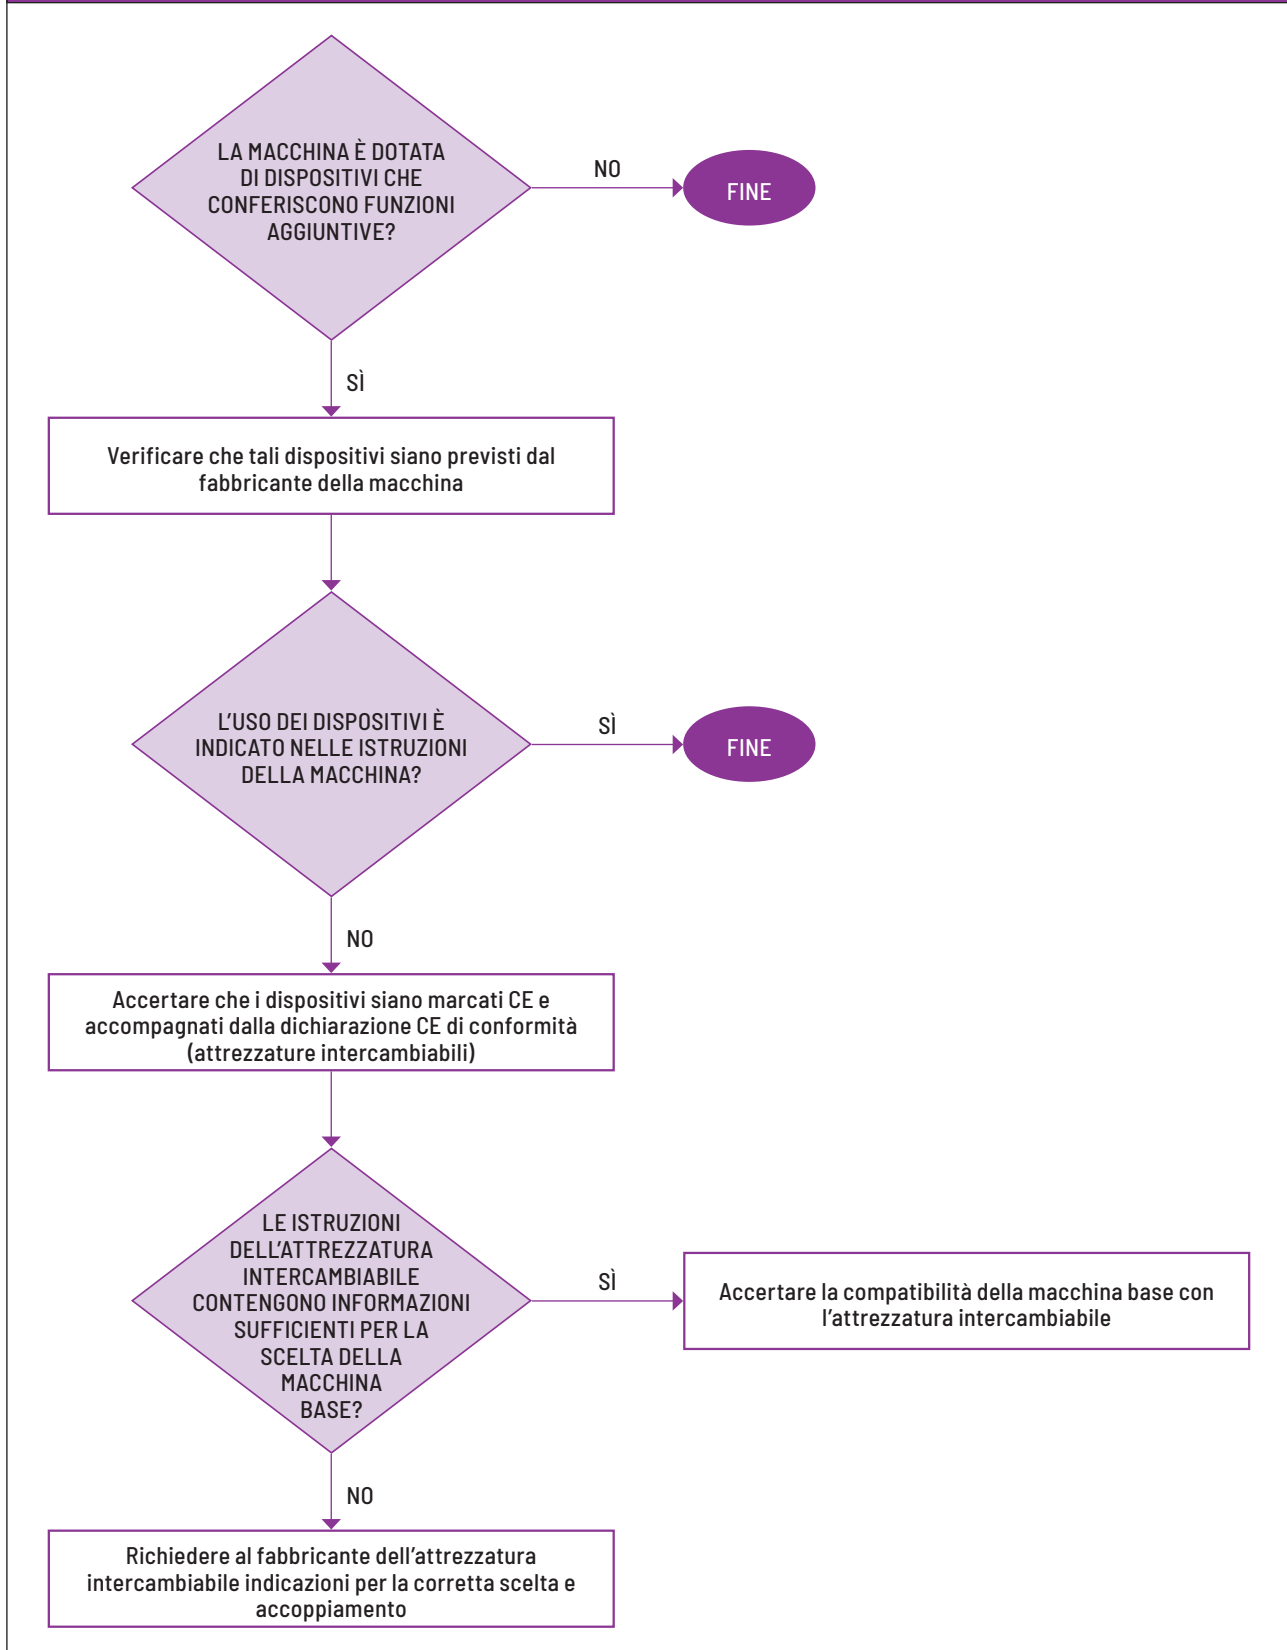 LA MACCHINA È DOTATA
DI DISPOSITIVI CHE
CONFERISCONO FUNZIONI
AGGIUNTIVE?
NO
FINE
SÌ
Verificare che tali dispositivi siano previsti dal
fabbricante della macchina
L'USO DEI DISPOSITIVI È
INDICATO NELLE ISTRUZIONI
DELLA MACCHINA?
SÌ
FINE
NO
Accertare che i dispositivi siano marcati CE e
accompagnati dalla dichiarazione CE di conformità
(attrezzature intercambiabili)
LE ISTRUZIONI
DELL'ATTREZZATURA
INTERCAMBIABILE
CONTENGONO INFORMAZIONI
SUFFICIENTI PER LA
SCELTA DELLA
MACCHINA
BASE?
SÌ
Accertare la compatibilità della macchina base con
l'attrezzatura intercambiabile
NO
Richiedere al fabbricante dell'attrezzatura
intercambiabile indicazioni per la corretta scelta e
accoppiamento